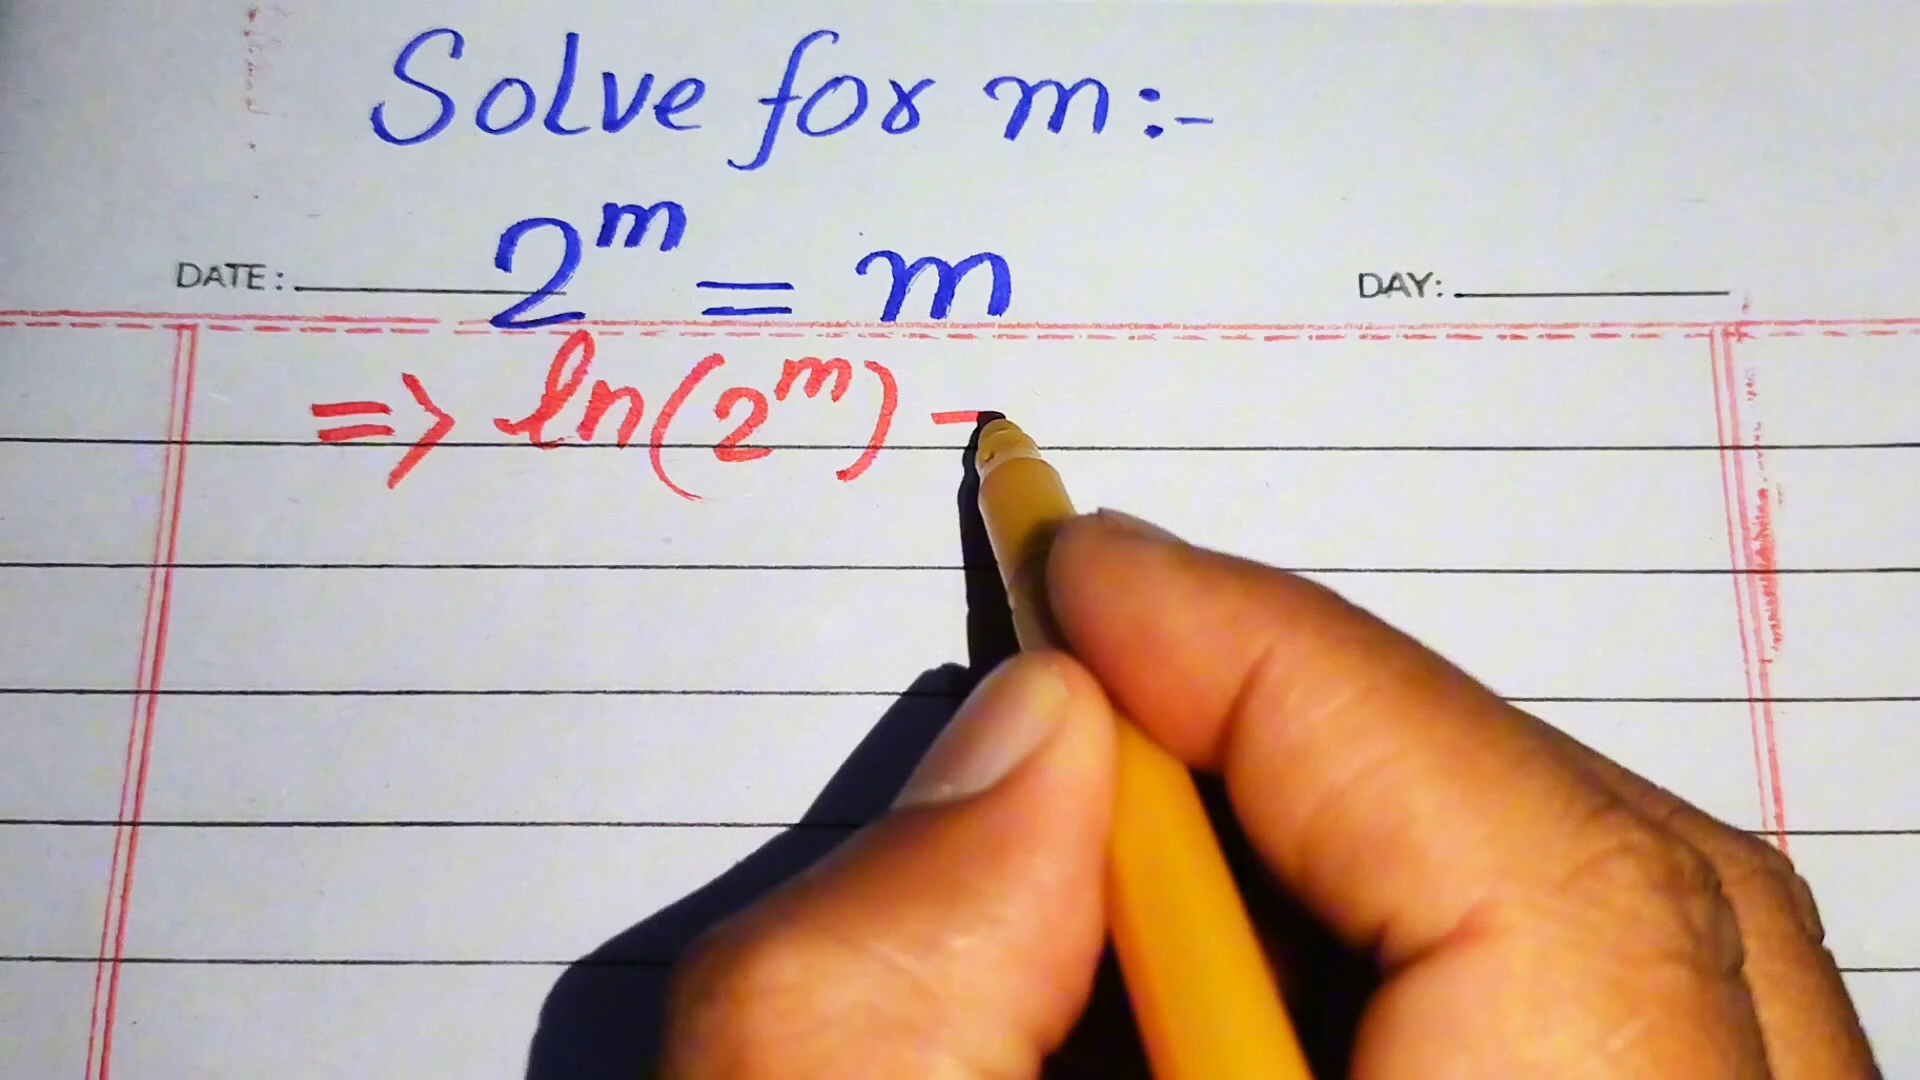 Solve for m:-
2^m = m
DATE: DAY:
=> ln(2^m) -